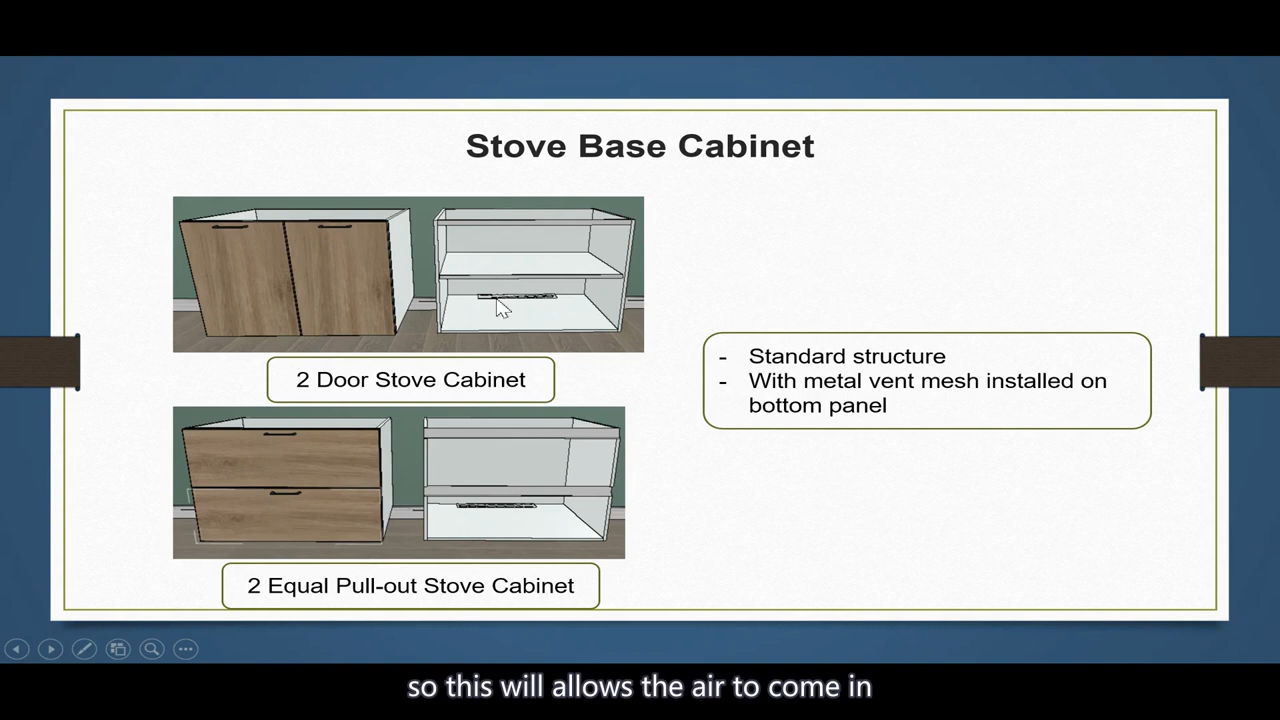 Stove Base Cabinet
2 Door Stove Cabinet
- Standard structure
- With metal vent mesh installed on
bottom panel
2 Equal Pull-out Stove Cabinet
so this will allows the air to come in